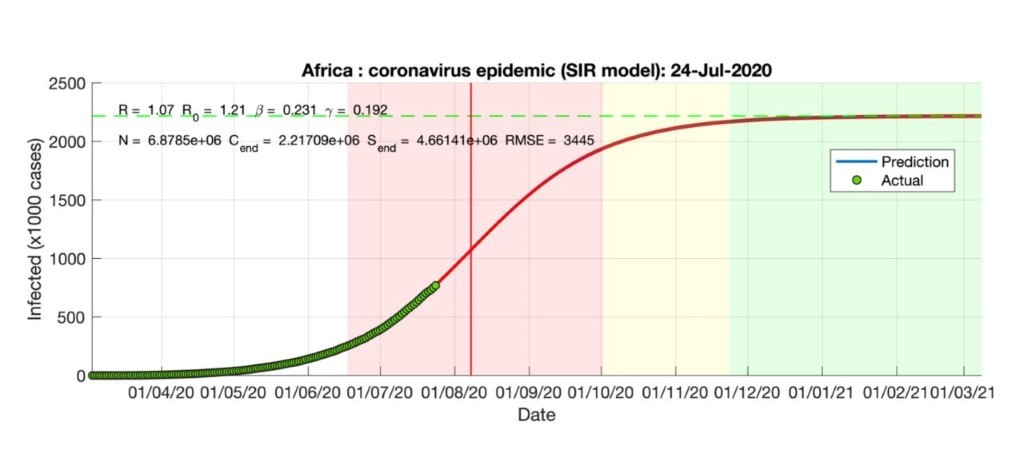 Africa : coronavirus epidemic (SIR model): 24-Jul-2020
2500
R = 1.07 R0 = 1.21 β = 0.231 γ = 0.192
N = 6.8785e+06 Cend = 2.21709e+06 Send = 4.66141e+06 RMSE = 3445
2000
Prediction
Actual
1500
1000
500
0
Infected (x1000 cases)
01/04/20 01/05/20 01/06/20 01/07/20 01/08/20 01/09/20 01/10/20 01/11/20 01/12/20 01/01/21 01/02/21 01/03/21
Date